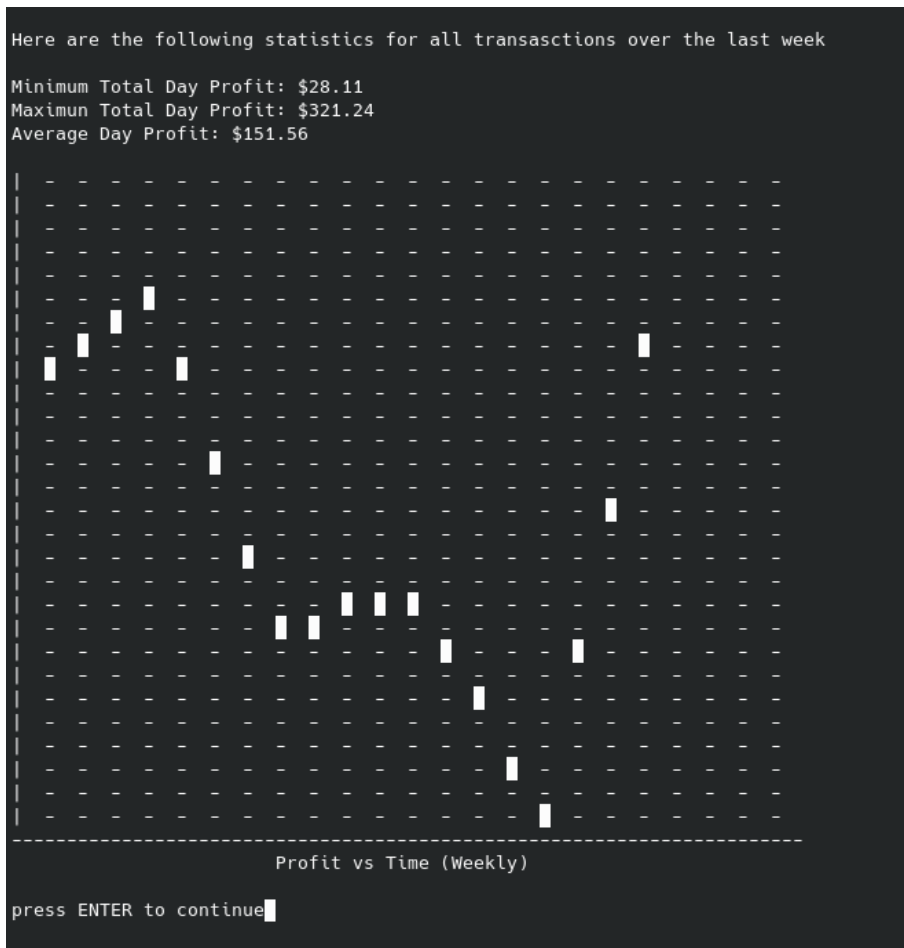 Here are the following statistics for all transasctions over the last week
Minimum Total Day Profit: $28.11
Maximun Total Day Profit: $321.24
Average Day Profit: $151.56
Profit vs Time (Weekly)
press ENTER to continue